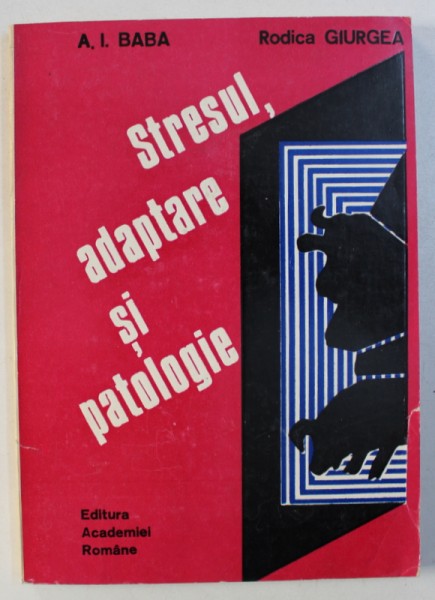 A. I. BABA
Rodica GIURGEA
Stresul,
adaptare
și
patologie
Editura
Academiei
Române